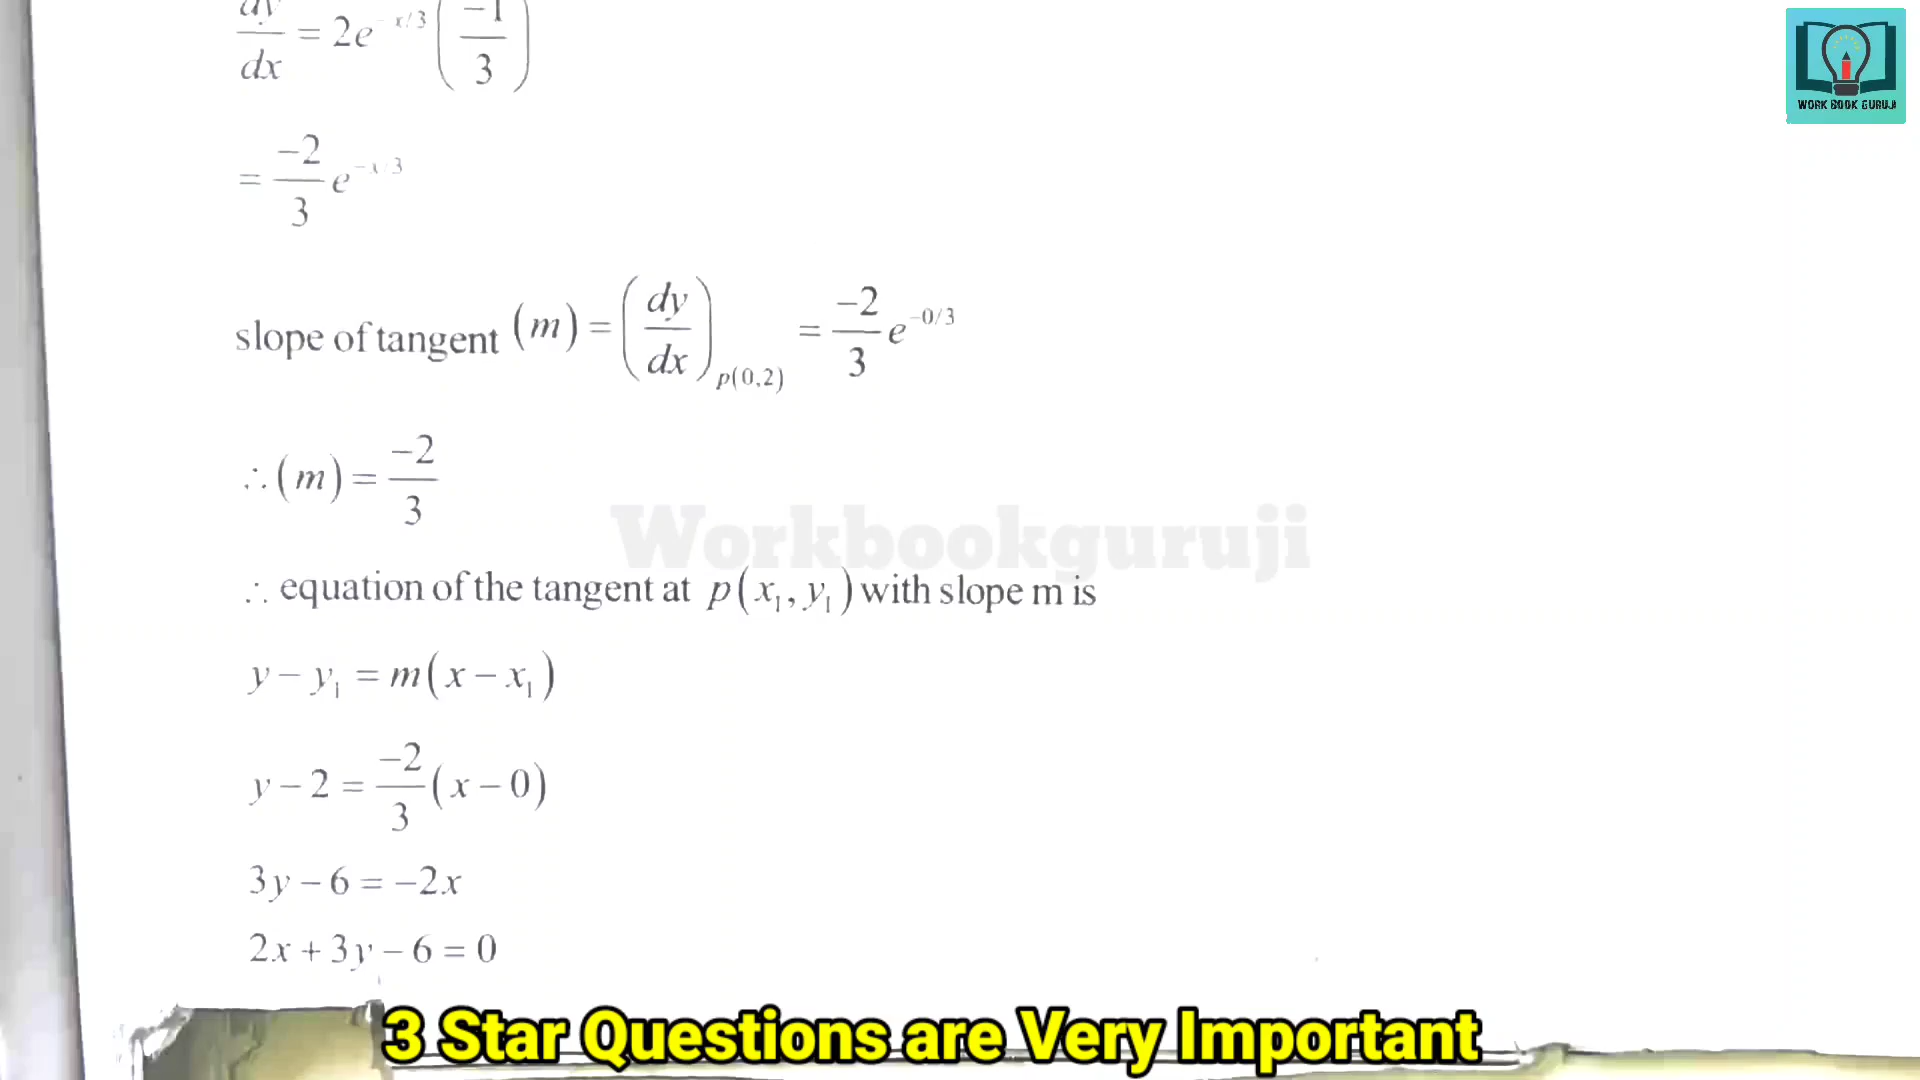 dy/dx = 2e^{-x/3}(-1/3)
WORK BOOK GURUJI
= -2/3 e^{-x/3}
slope of tangent (m) = (dy/dx)_{p(0,2)} = -2/3 e^{-0/3}
∴ (m) = -2/3
Workbookguruji
∴ equation of the tangent at p(x₁, y₁) with slope m is
y − y₁ = m(x − x₁)
y − 2 = -2/3 (x − 0)
3y − 6 = −2x
2x + 3y − 6 = 0
3 Star Questions are Very Important